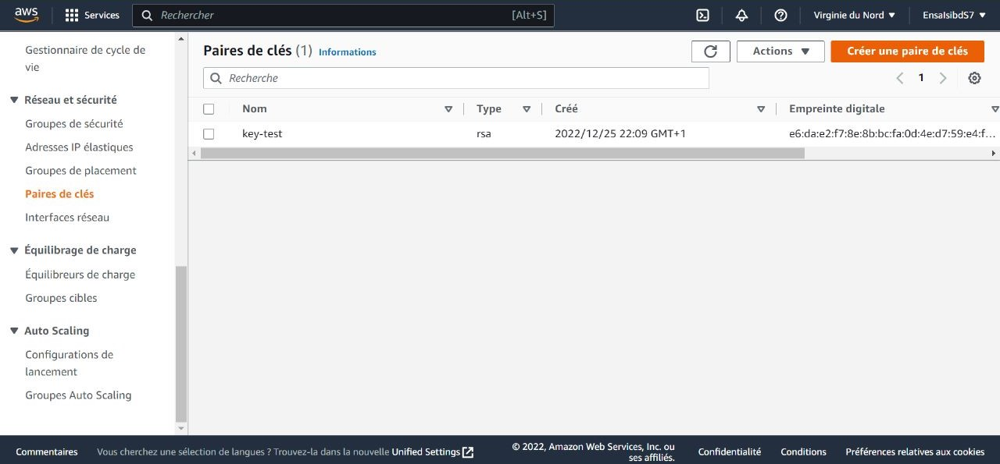 aws
Services
Rechercher
[Alt+S]
Virginie du Nord
EnsaIsibdS7
Gestionnaire de cycle de
vie
Réseau et sécurité
Groupes de sécurité
Adresses IP élastiques
Groupes de placement
Paires de clés
Interfaces réseau
Équilibrage de charge
Équilibreurs de charge
Groupes cibles
Auto Scaling
Configurations de
lancement
Groupes Auto Scaling
Paires de clés (1) Informations
Actions
Créer une paire de clés
Recherche
1
Nom
Type
Créé
Empreinte digitale
key-test
rsa
2022/12/25 22:09 GMT+1
e6:da:e2:f7:8e:8b:bc:fa:0d:4e:d7:59:e4:f...
Commentaires
Vous cherchez une sélection de langues ? Trouvez-la dans la nouvelle Unified Settings
© 2022, Amazon Web Services, Inc. ou
ses affiliés.
Confidentialité
Conditions
Préférences relatives aux cookies